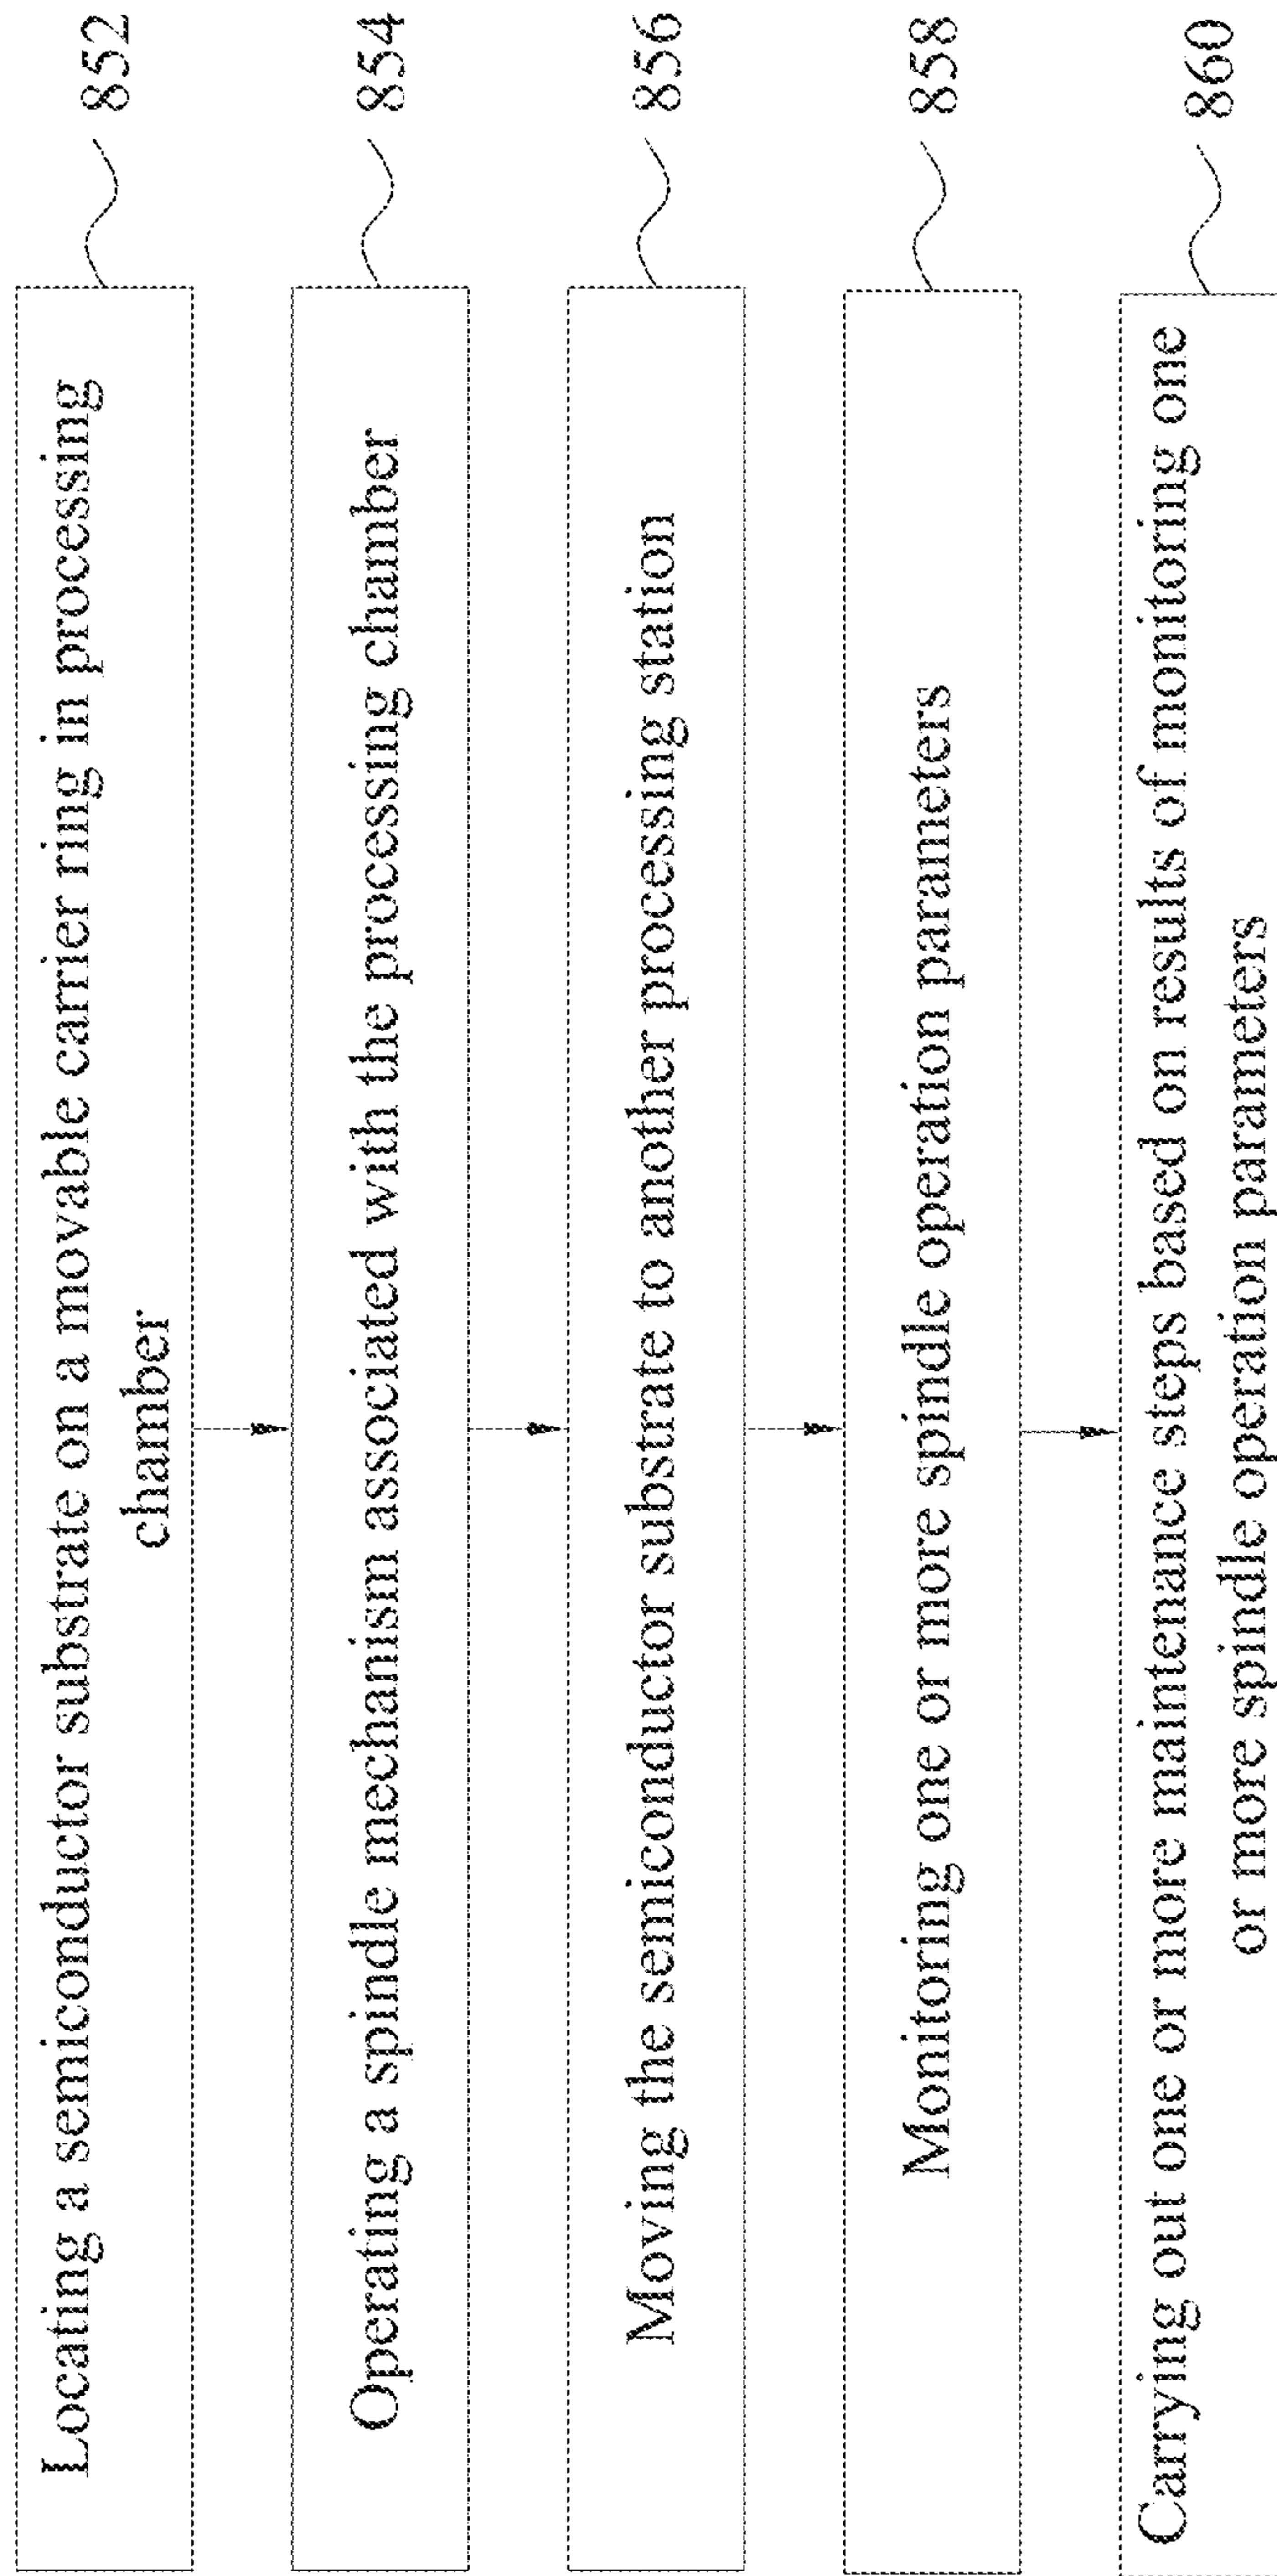 Locating a semiconductor substrate on a movable carrier ring in processing
chamber
852
Operating a spindle mechanism associated with the processing chamber
854
Moving the semiconductor substrate to another processing station
856
Monitoring one or more spindle operation parameters
858
Carrying out one or more maintenance steps based on results of monitoring one
or more spindle operation parameters
860